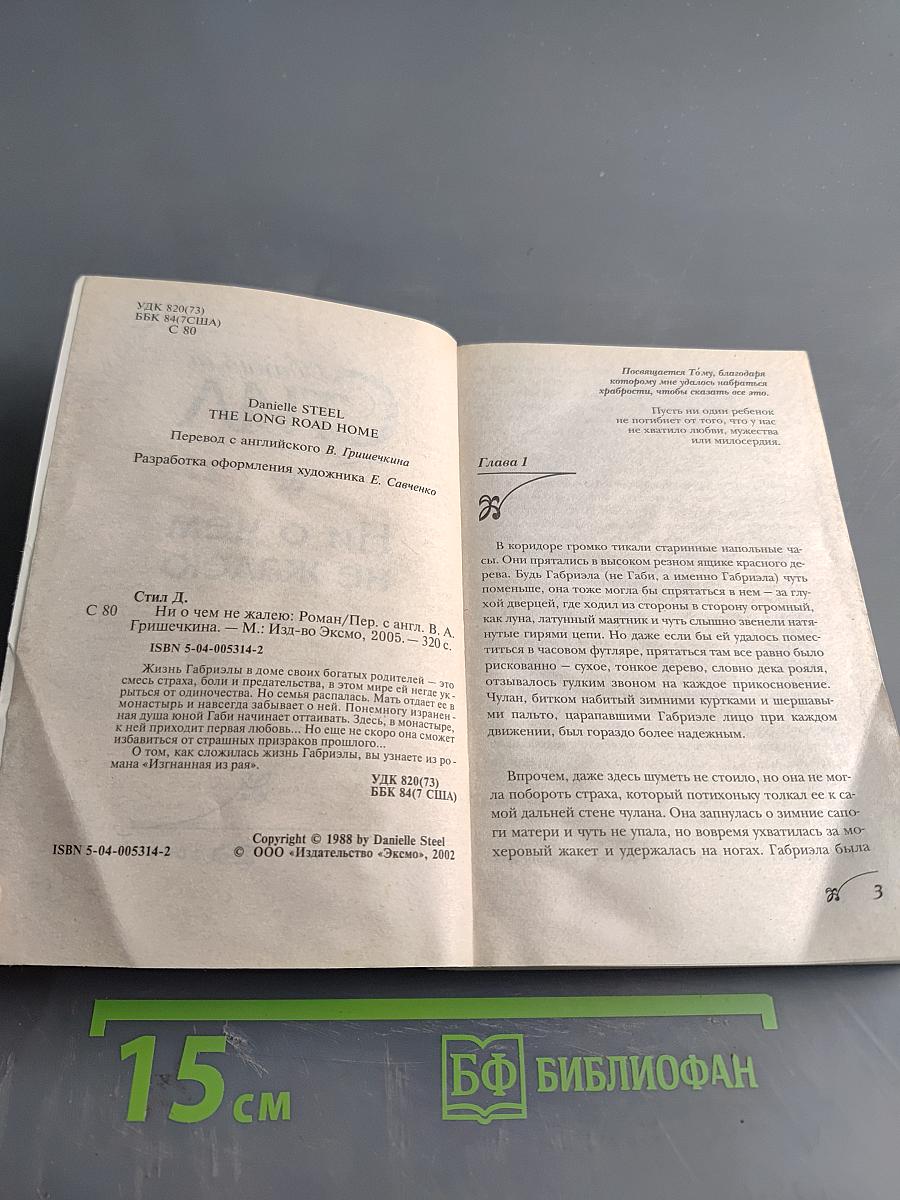 УДК 820(73)
ББК 84(7США)
С 80
Danielle STEEL
THE LONG ROAD HOME
Перевод с английского В. Гришечкина
Разработка оформления художника Е. Савченко
Стил Д.
С 80 Ни о чем не жалею: Роман/Пер. с англ. В. А.
Гришечкина. — М.: Изд-во Эксмо, 2005. — 320 с.
ISBN 5-04-005314-2
Жизнь Габриэлы в доме своих богатых родителей — это
смесь страха, боли и предательства, в этом мире ей негде ук-
рыться от одиночества. Но семья распалась. Мать отдает ее в
монастырь и навсегда забывает о ней. Понемногу изранен-
ная душа юной Габи начинает оттаивать. Здесь, в монастыре,
к ней приходит первая любовь... Но еще не скоро она сможет
избавиться от страшных призраков прошлого...
О том, как сложилась жизнь Габриэлы, вы узнаете из ро-
мана «Изгнанная из рая».
УДК 820(73)
ББК 84(7 США)
Copyright © 1988 by Danielle Steel
ISBN 5-04-005314-2 © ООО «Издательство «Эксмо», 2002
Посвящается То́му, благодаря
которому мне удалось набраться
храбрости, чтобы сказать все это.
Пусть ни один ребенок
не погибнет от того, что у нас
не хватило любви, мужества
или милосердия.
Глава 1
В коридоре громко тикали старинные напольные ча-
сы. Они прятались в высоком резном ящике красного де-
рева. Будь Габриэла (не Габи, а именно Габриэла) чуть
поменьше, она тоже могла бы спрятаться в нем — за глу-
хой дверцей, где ходил из стороны в сторону огромный,
как луна, латунный маятник и чуть слышно звенели натя-
нутые гирями цепи. Но даже если бы ей удалось помес-
титься в часовом футляре, прятаться там все равно было
рискованно — сухое, тонкое дерево, словно дека рояля,
отзывалось гулким звоном на каждое прикосновение.
Чулан, битком набитый зимними куртками и шершавы-
ми пальто, царапавшими Габриэле лицо при каждом
движении, был гораздо более надежным.
Впрочем, даже здесь шуметь не стоило, но она не мог-
ла побороть страха, который потихоньку толкал ее к са-
мой дальней стене чулана. Она запнулась о зимние сапо-
ги матери и чуть не упала, но вовремя ухватилась за мо-
херовый жакет и удержалась на ногах. Габриэла была
3
15 см
БФ БИБЛИОФАН